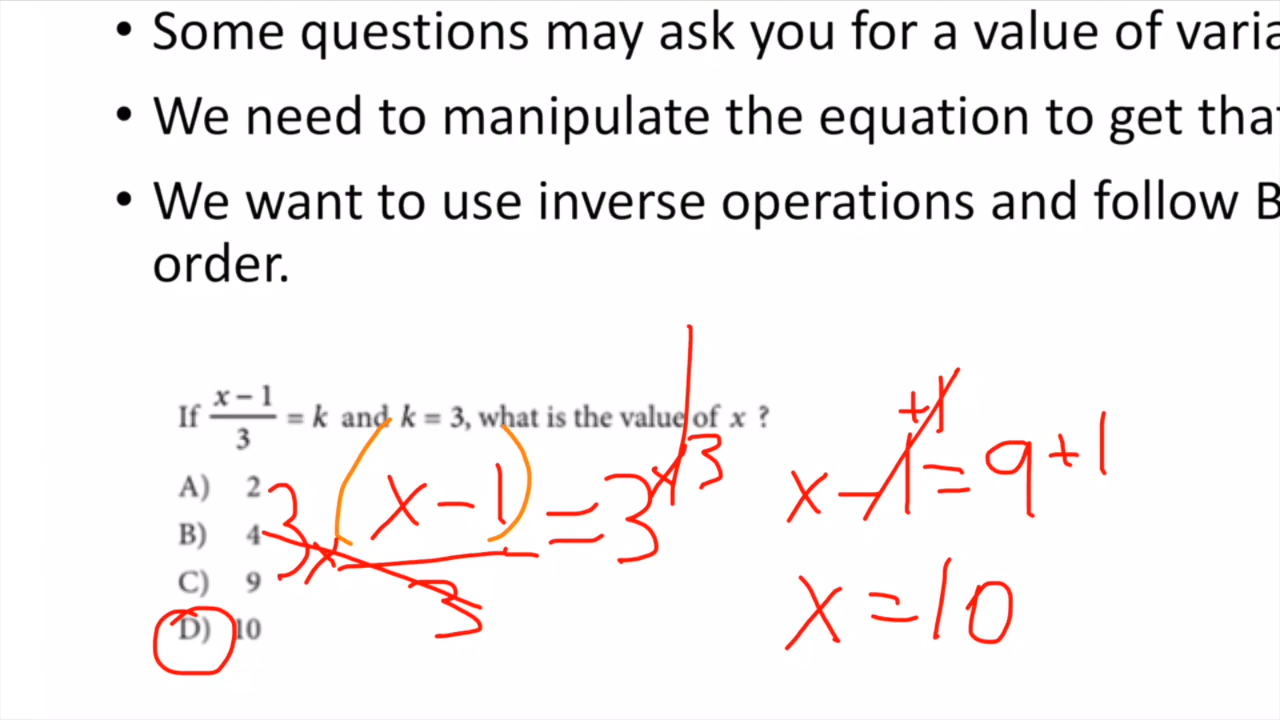 • Some questions may ask you for a value of varia
• We need to manipulate the equation to get tha
• We want to use inverse operations and follow B
order.
If (x − 1)/3 = k and k = 3, what is the value of x ?
A) 2
B) 4
C) 9
D) 10
3 × (x − 1)/3 = 3 × 3
+1
x − 1 = 9 + 1
x = 10